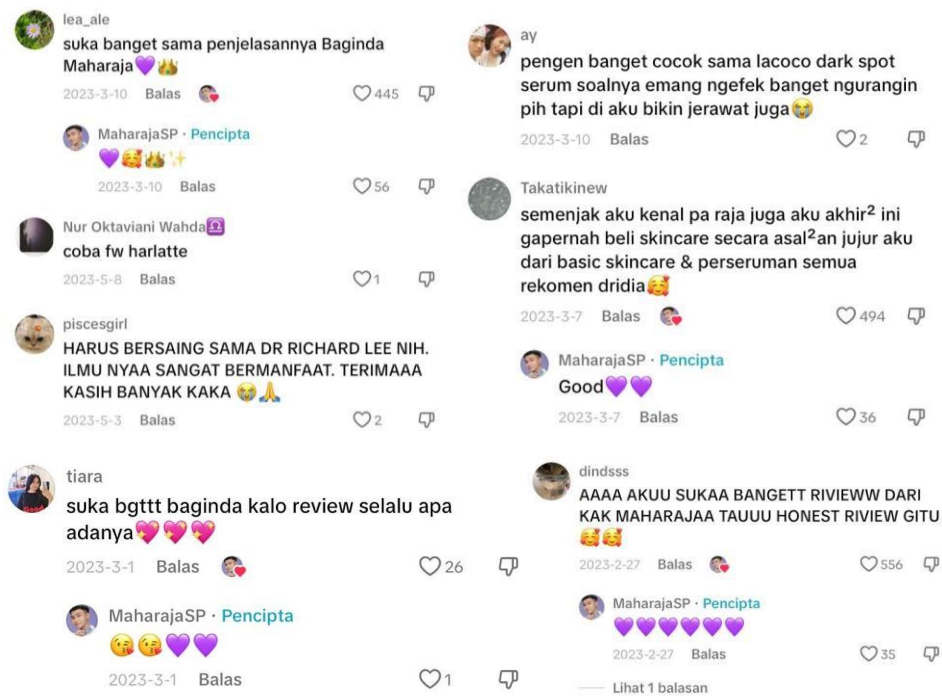 lea_ale
suka banget sama penjelasannya Baginda
Maharaja💜👑
2023-3-10 Balas 445
MaharajaSP · Pencipta
💜🥰👑✨
2023-3-10 Balas 56
Nur Oktaviani Wahda♎
coba fw harlatte
2023-5-8 Balas 1
piscesgirl
HARUS BERSAING SAMA DR RICHARD LEE NIH.
ILMU NYAA SANGAT BERMANFAAT. TERIMAAA
KASIH BANYAK KAKA 😭🙏
2023-5-3 Balas 2
tiara
suka bgttt baginda kalo review selalu apa
adanya💖💖💖
2023-3-1 Balas 26
MaharajaSP · Pencipta
😘😘💜💜
2023-3-1 Balas 1
ay
pengen banget cocok sama lacoco dark spot
serum soalnya emang ngefek banget ngurangin
pih tapi di aku bikin jerawat juga😭
2023-3-10 Balas 2
Takatikinew
semenjak aku kenal pa raja juga aku akhir² ini
gapernah beli skincare secara asal²an jujur aku
dari basic skincare & perseruman semua
rekomen dridia🥰
2023-3-7 Balas 494
MaharajaSP · Pencipta
Good💜💜
2023-3-7 Balas 36
dindsss
AAAA AKUU SUKAA BANGETT RIVIEWW DARI
KAK MAHARAJAA TAUUU HONEST RIVIEW GITU
🥰🥰
2023-2-27 Balas 556
MaharajaSP · Pencipta
💜💜💜💜💜💜
2023-2-27 Balas 35
Lihat 1 balasan